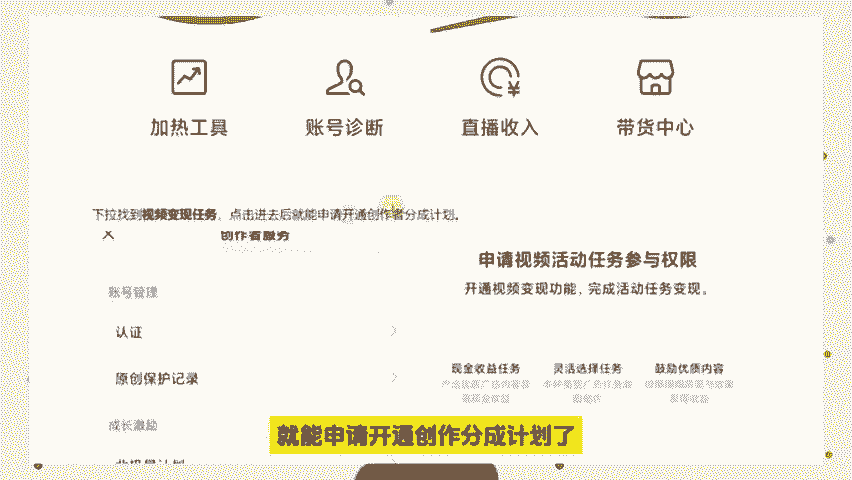 加热工具 账号诊断 直播收入 带货中心
下拉找到视频变现任务，点击进去后就能申请开通创作者分成计划。
创作者服务
申请视频活动任务参与权限
账号管理
开通视频变现功能，完成活动任务变现。
认证
现金收益任务 灵活选择任务 鼓励优质内容
原创保护记录
成长激励
就能申请开通创作分成计划了